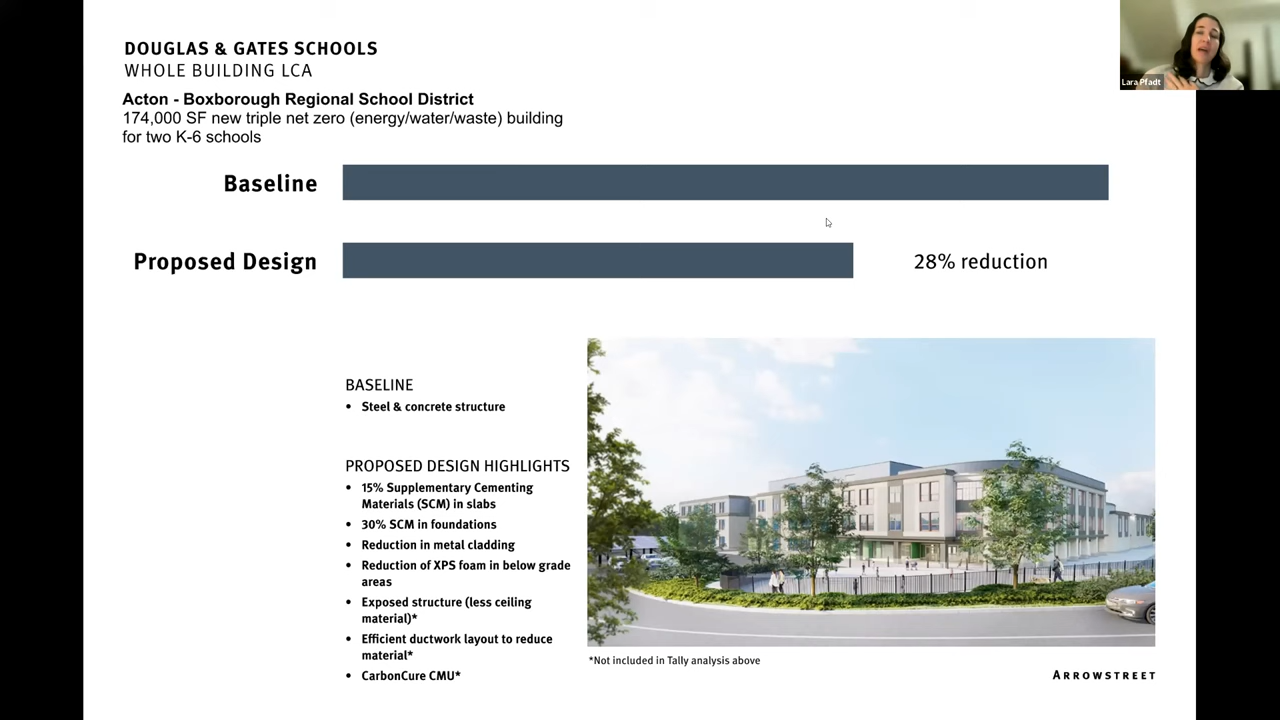 DOUGLAS & GATES SCHOOLS
WHOLE BUILDING LCA
Acton - Boxborough Regional School District
174,000 SF new triple net zero (energy/water/waste) building
for two K-6 schools
Lara Pfadt
Baseline
Proposed Design
28% reduction
BASELINE
• Steel & concrete structure
PROPOSED DESIGN HIGHLIGHTS
• 15% Supplementary Cementing
Materials (SCM) in slabs
• 30% SCM in foundations
• Reduction in metal cladding
• Reduction of XPS foam in below grade
areas
• Exposed structure (less ceiling
material)*
• Efficient ductwork layout to reduce
material*
• CarbonCure CMU*
*Not included in Tally analysis above
ARROWSTREET